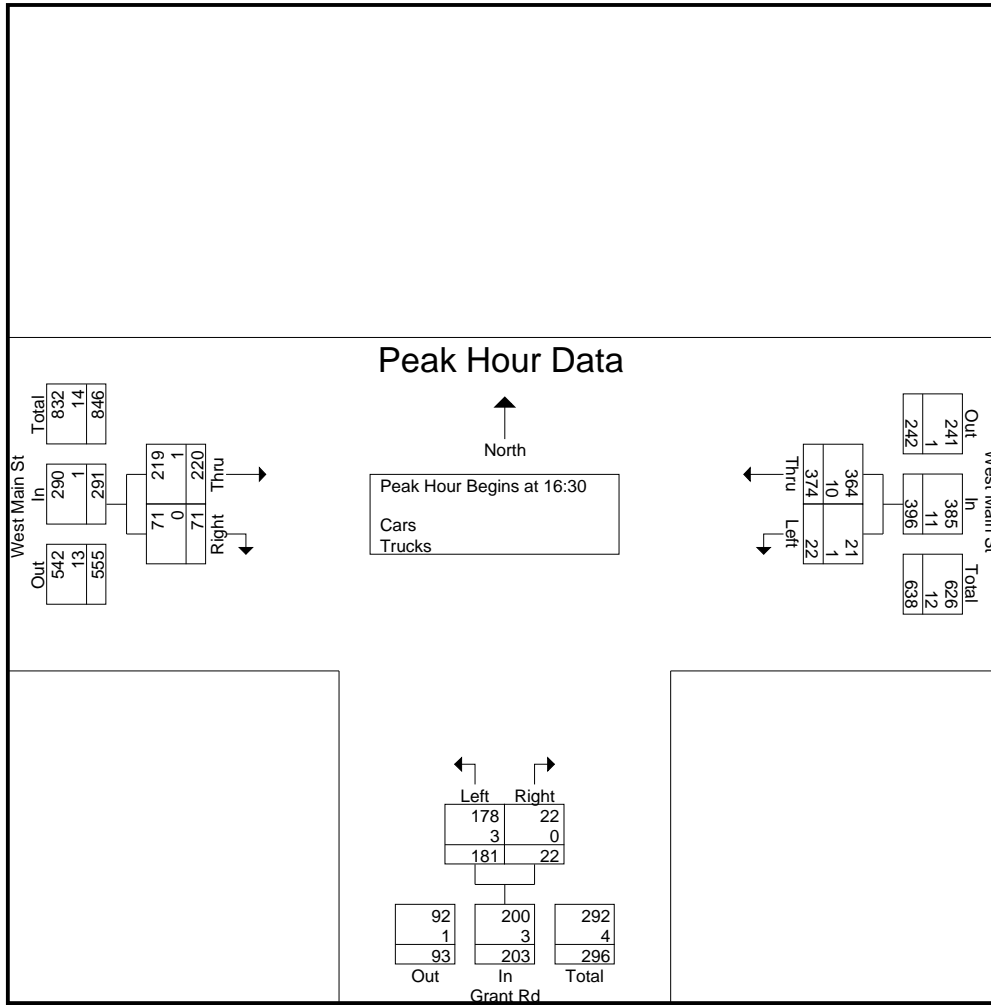 Peak Hour Data
North
Peak Hour Begins at 16:30
Cars
Trucks
West Main St
Total
832
14
846
In
290
1
291
Out
542
13
555
Thru
219
1
220
Right
71
0
71
West Main St
Out
241
1
242
In
385
11
396
Total
626
12
638
Thru
364
10
374
Left
21
1
22
Left Right
178 22
3 0
181 22
92 200 292
1 3 4
93 203 296
Out In Total
Grant Rd